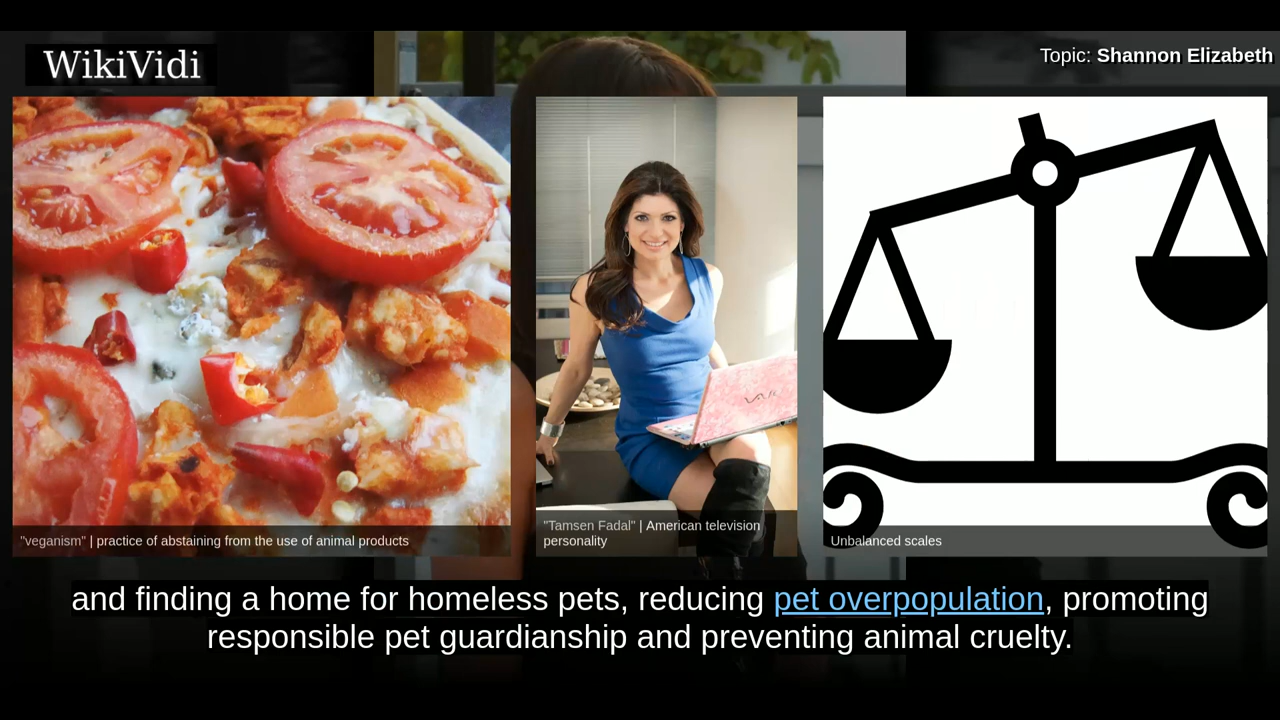 WikiVidi
Topic: Shannon Elizabeth
VAIO
"veganism" | practice of abstaining from the use of animal products
"Tamsen Fadal" | American television
personality
Unbalanced scales
and finding a home for homeless pets, reducing pet overpopulation, promoting
responsible pet guardianship and preventing animal cruelty.